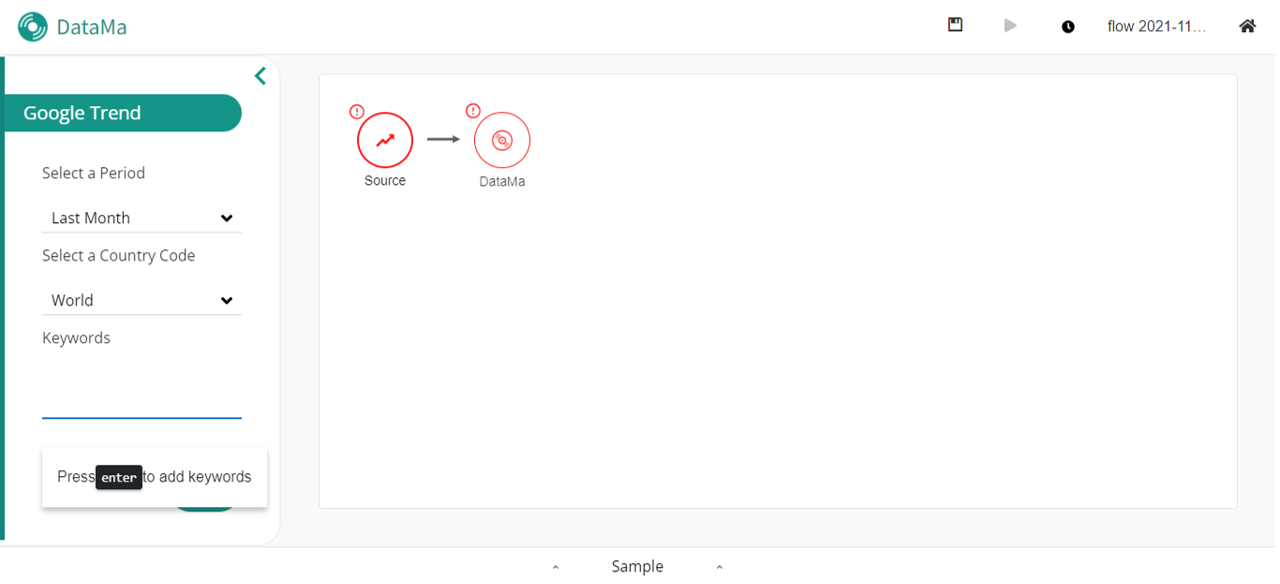 DataMa
flow 2021-11...
Google Trend
Select a Period
Last Month
Select a Country Code
World
Keywords
Press enter to add keywords
Source
DataMa
Sample